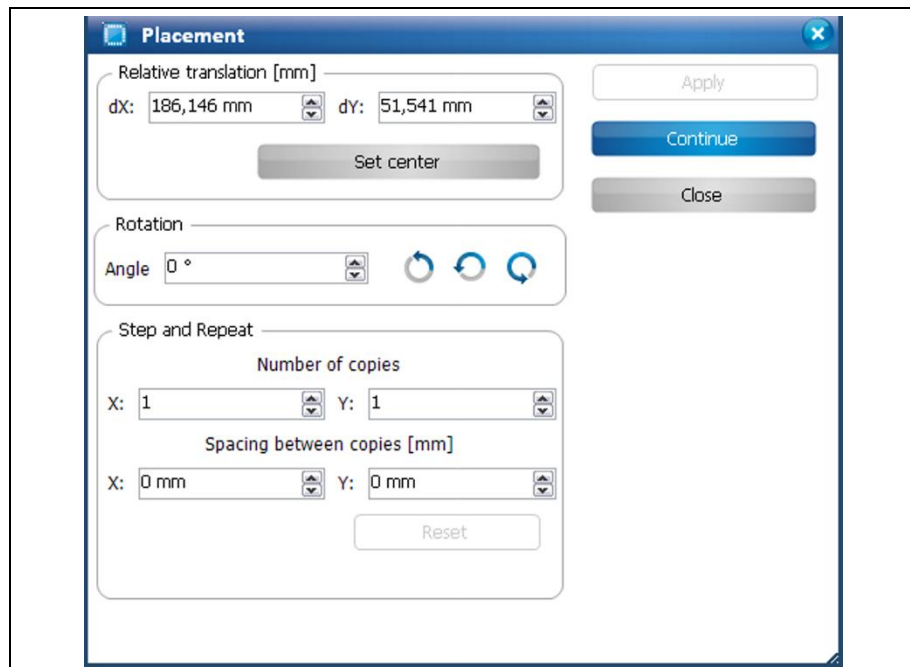 Placement
Relative translation [mm]
dX: 186,146 mm dY: 51,541 mm
Set center
Apply
Continue
Close
Rotation
Angle 0 °
Step and Repeat
Number of copies
X: 1 Y: 1
Spacing between copies [mm]
X: 0 mm Y: 0 mm
Reset